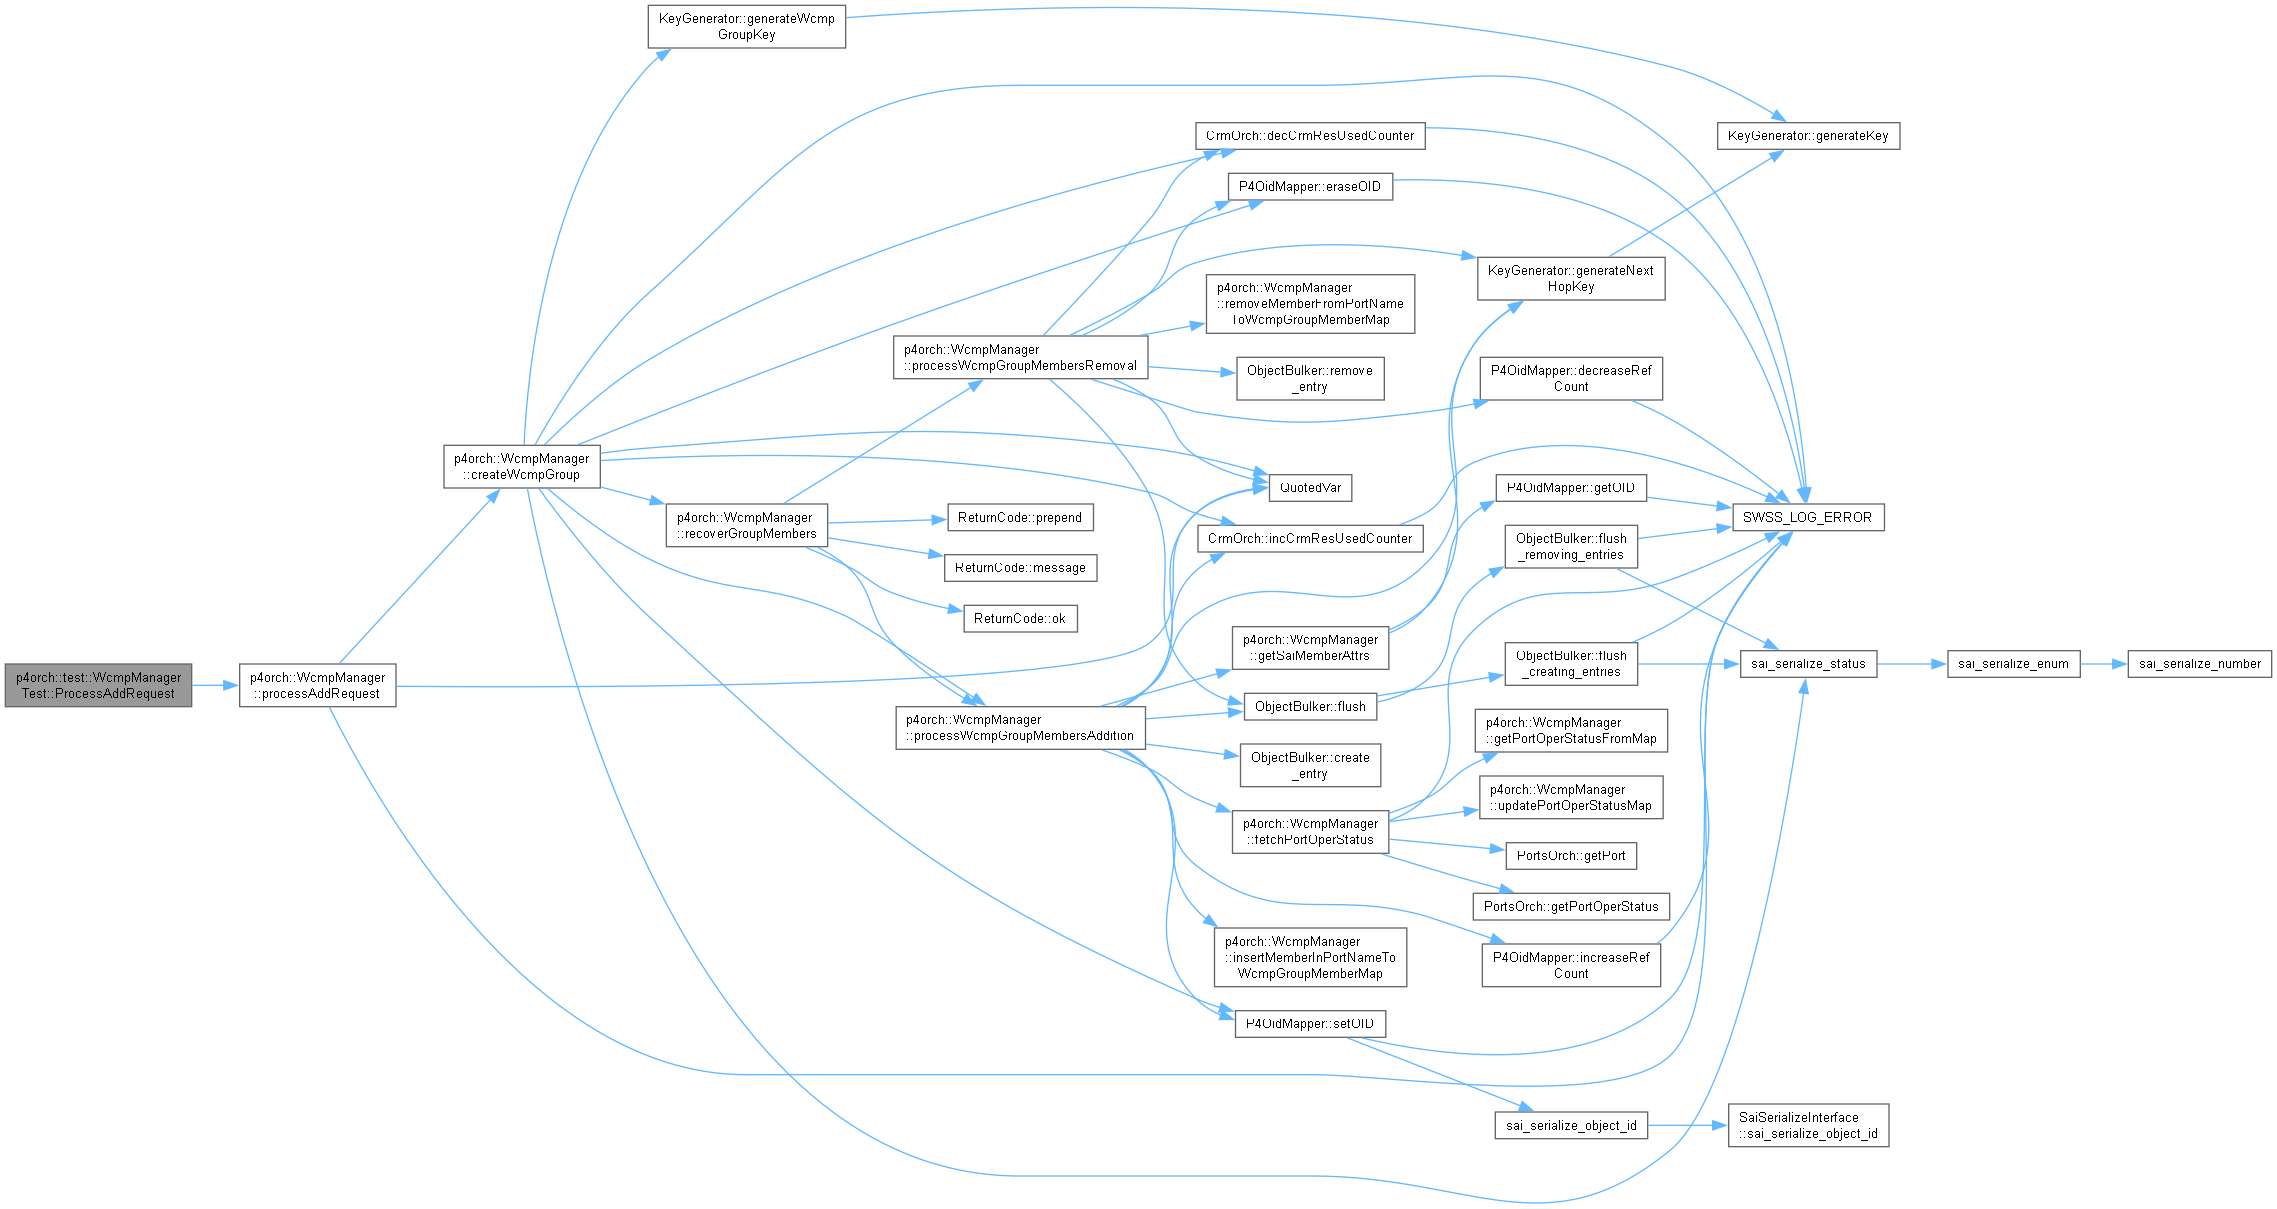 KeyGenerator::generateWcmp
GroupKey
CrmOrch::decCrmResUsedCounter
KeyGenerator::generateKey
P4OidMapper::eraseOID
KeyGenerator::generateNext
HopKey
p4orch::WcmpManager
::removeMemberFromPortName
ToWcmpGroupMemberMap
p4orch::WcmpManager
::processWcmpGroupMembersRemoval
ObjectBulker::remove
_entry
P4OidMapper::decreaseRef
Count
p4orch::WcmpManager
::createWcmpGroup
QuotedVar
P4OidMapper::getOID
p4orch::WcmpManager
::recoverGroupMembers
ReturnCode::prepend
SWSS_LOG_ERROR
CrmOrch::incCrmResUsedCounter
ObjectBulker::flush
_removing_entries
ReturnCode::message
ReturnCode::ok
p4orch::WcmpManager
::getSaiMemberAttrs
ObjectBulker::flush
_creating_entries
sai_serialize_status
sai_serialize_enum
sai_serialize_number
p4orch::test::WcmpManager
Test::ProcessAddRequest
p4orch::WcmpManager
::processAddRequest
ObjectBulker::flush
p4orch::WcmpManager
::processWcmpGroupMembersAddition
p4orch::WcmpManager
::getPortOperStatusFromMap
ObjectBulker::create
_entry
p4orch::WcmpManager
::updatePortOperStatusMap
p4orch::WcmpManager
::fetchPortOperStatus
PortsOrch::getPort
PortsOrch::getPortOperStatus
p4orch::WcmpManager
::insertMemberInPortNameTo
WcmpGroupMemberMap
P4OidMapper::increaseRef
Count
P4OidMapper::setOID
sai_serialize_object_id
SaiSerializeInterface
::sai_serialize_object_id